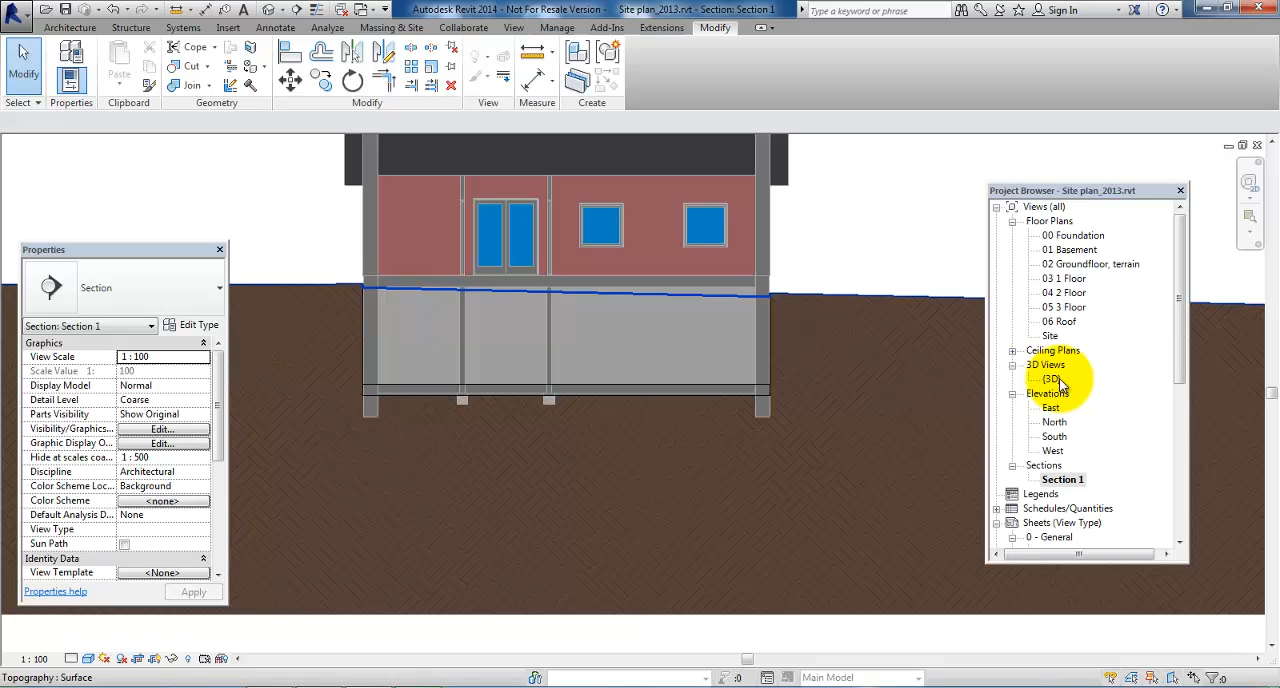 Autodesk Revit 2014 - Not For Resale Version - Site plan_2013.rvt - Section: Section 1
Type a keyword or phrase
Sign In
Architecture Structure Systems Insert Annotate Analyze Massing & Site Collaborate View Manage Add-Ins Extensions Modify
Modify
Paste
Cope
Cut
Join
Select Properties Clipboard Geometry Modify View Measure Create
Properties
Section
Section: Section 1
Edit Type
Graphics
View Scale 1 : 100
Scale Value 1: 100
Display Model Normal
Detail Level Coarse
Parts Visibility Show Original
Visibility/Graphics... Edit...
Graphic Display O... Edit...
Hide at scales coa... 1 : 500
Discipline Architectural
Color Scheme Loc... Background
Color Scheme <none>
Default Analysis D... None
View Type
Sun Path
Identity Data
View Template <None>
Properties help
Apply
Project Browser - Site plan_2013.rvt
Views (all)
Floor Plans
00 Foundation
01 Basement
02 Groundfloor, terrain
03 1 Floor
04 2 Floor
05 3 Floor
06 Roof
Site
Ceiling Plans
3D Views
{3D}
Elevations
East
North
South
West
Sections
Section 1
Legends
Schedules/Quantities
Sheets (View Type)
0 - General
1 : 100
Topography : Surface
:0
Main Model
:0